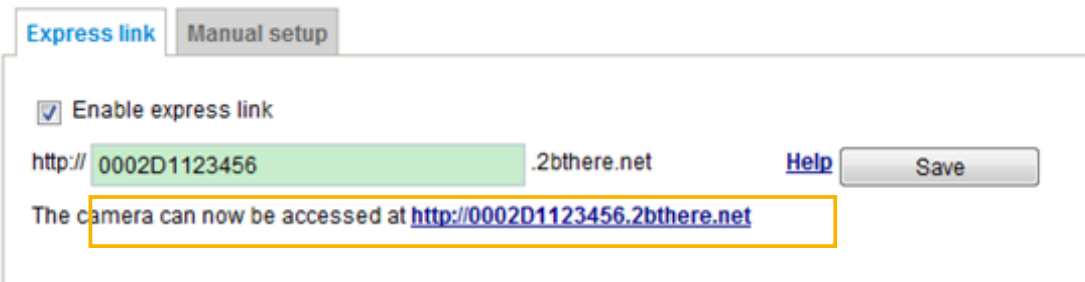 Express link Manual setup
Enable express link
http:// 0002D1123456 .2bthere.net Help Save
The camera can now be accessed at http://0002D1123456.2bthere.net